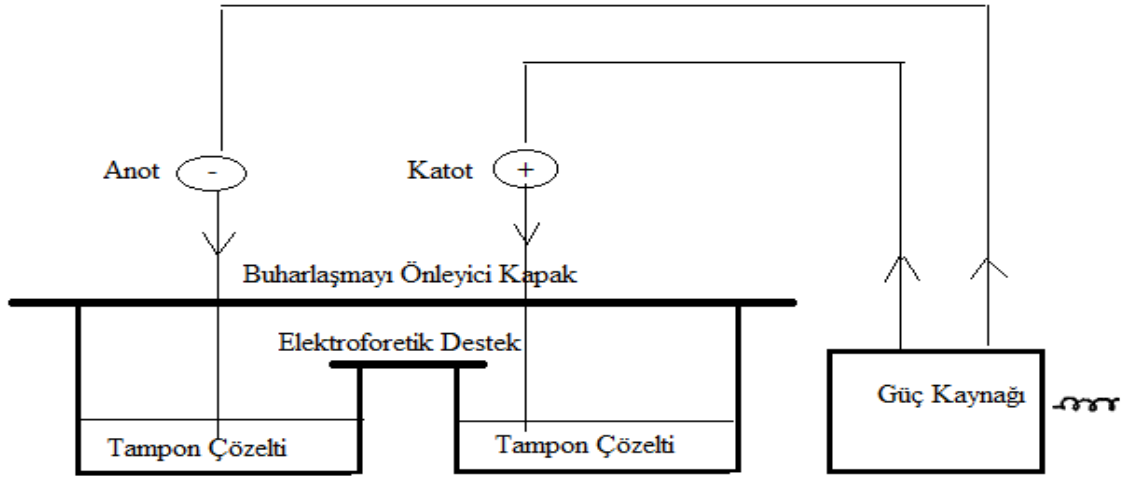 Anot
-
Katot
+
Buharlaşmayı Önleyici Kapak
Elektroforetik Destek
Güç Kaynağı
Tampon Çözelti
Tampon Çözelti